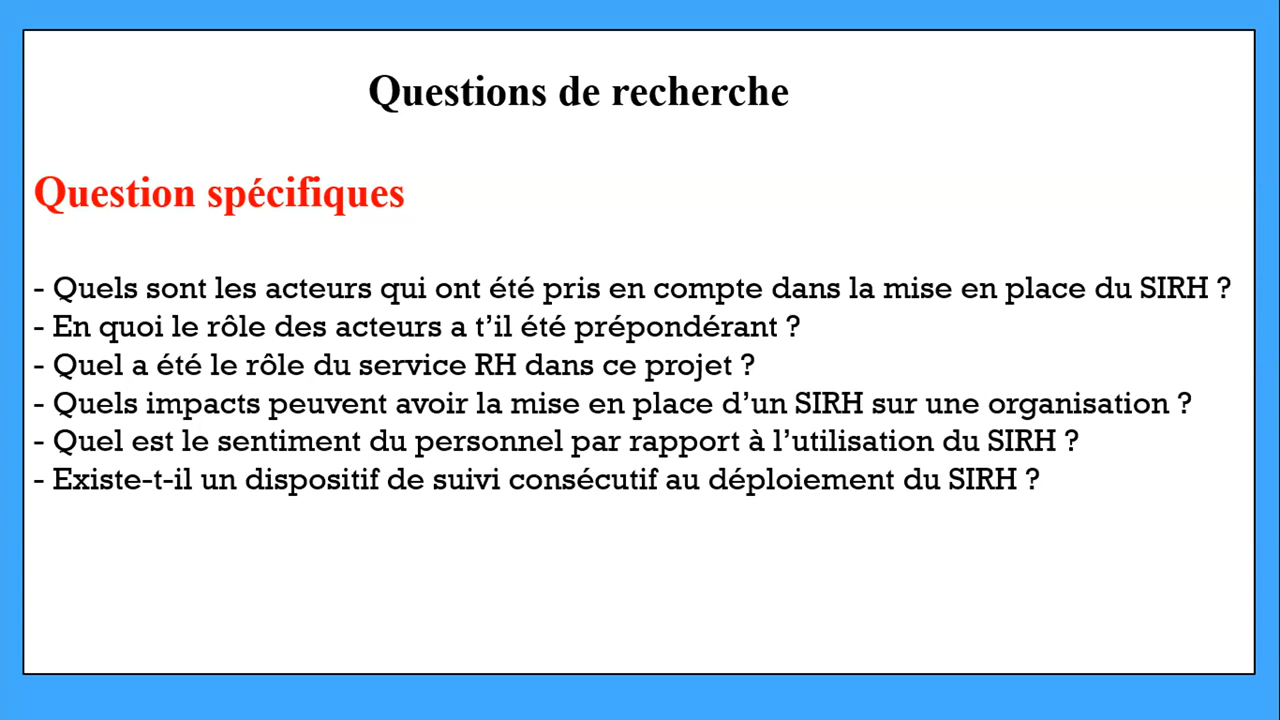 Questions de recherche
Question spécifiques
- Quels sont les acteurs qui ont été pris en compte dans la mise en place du SIRH ?
- En quoi le rôle des acteurs a t’il été prépondérant ?
- Quel a été le rôle du service RH dans ce projet ?
- Quels impacts peuvent avoir la mise en place d’un SIRH sur une organisation ?
- Quel est le sentiment du personnel par rapport à l’utilisation du SIRH ?
- Existe-t-il un dispositif de suivi consécutif au déploiement du SIRH ?